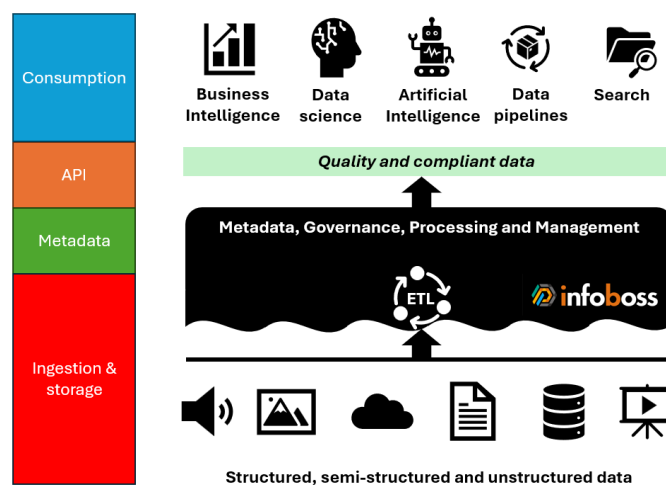 Consumption
API
Metadata
Ingestion &
storage
Business
Intelligence
Data
science
Artificial
Intelligence
Data
pipelines
Search
Quality and compliant data
Metadata, Governance, Processing and Management
ETL
infoboss
Structured, semi-structured and unstructured data